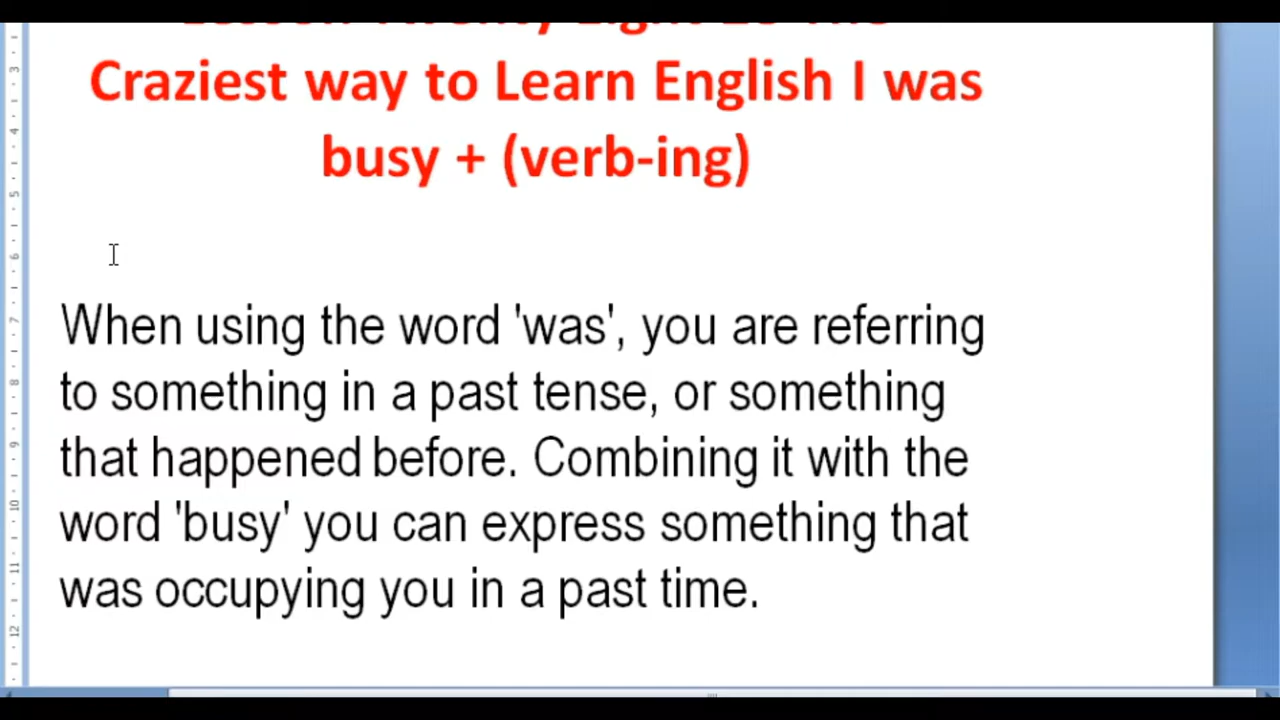 Craziest way to Learn English I was
busy + (verb-ing)
When using the word 'was', you are referring
to something in a past tense, or something
that happened before. Combining it with the
word 'busy' you can express something that
was occupying you in a past time.